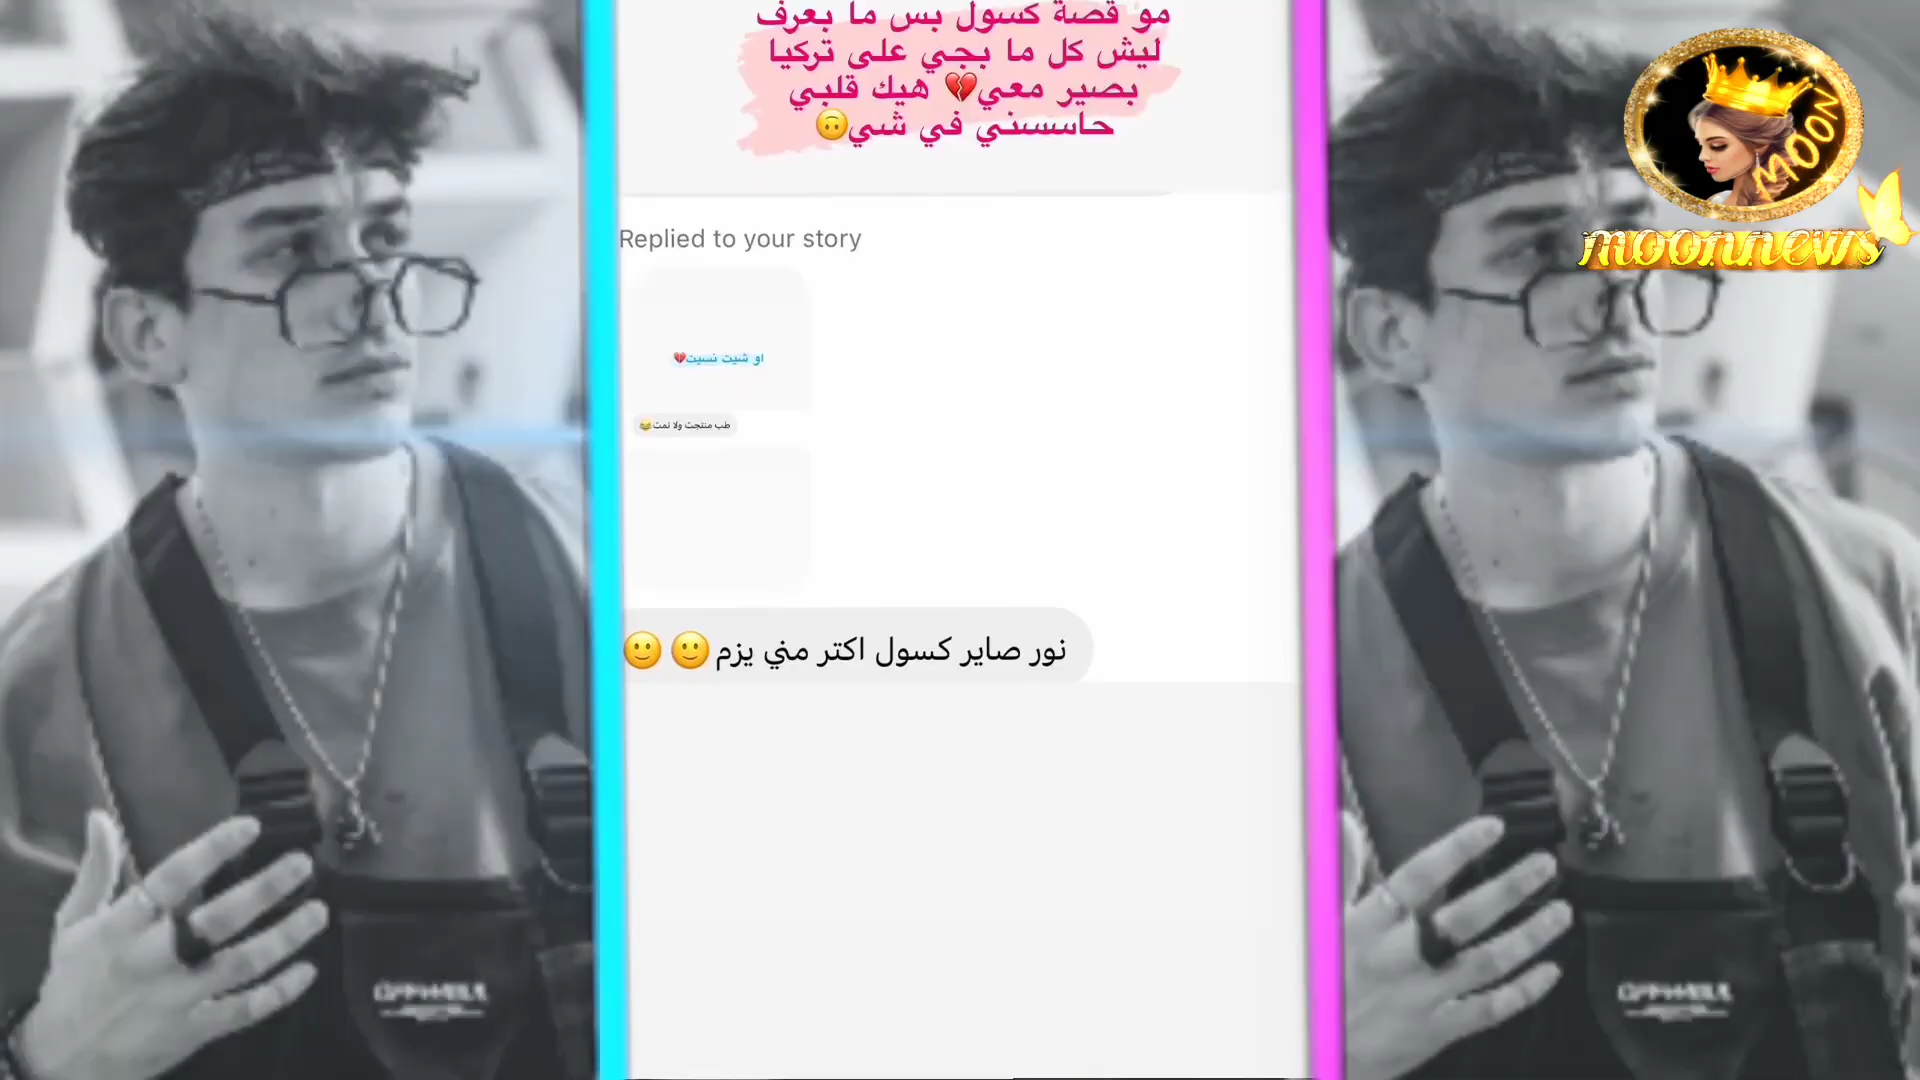 مو قصة كسول بس ما بعرف
ليش كل ما بجي على تركيا
بصير معي💔 هيك قلبي
حاسسني في شي🙃
Replied to your story
او شيت نسيت💔
طب منتجت ولا نمت😂
نور صاير كسول اكتر مني يزم🙂🙂
MOON
moonnews